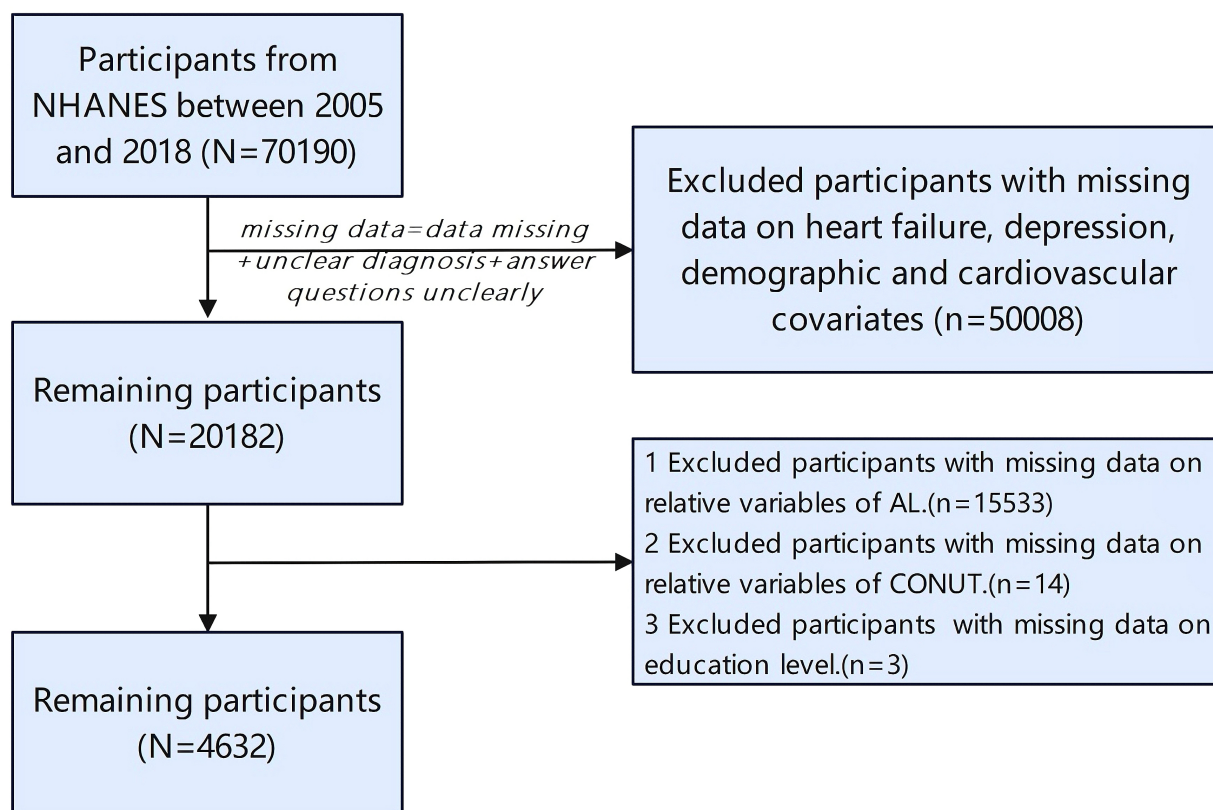 Participants from
NHANES between 2005
and 2018 (N=70190)
missing data=data missing
+unclear diagnosis+answer
questions unclearly
Excluded participants with missing
data on heart failure, depression,
demographic and cardiovascular
covariates (n=50008)
Remaining participants
(N=20182)
1 Excluded participants with missing data on
relative variables of AL.(n=15533)
2 Excluded participants with missing data on
relative variables of CONUT.(n=14)
3 Excluded participants  with missing data on
education level.(n=3)
Remaining participants
(N=4632)